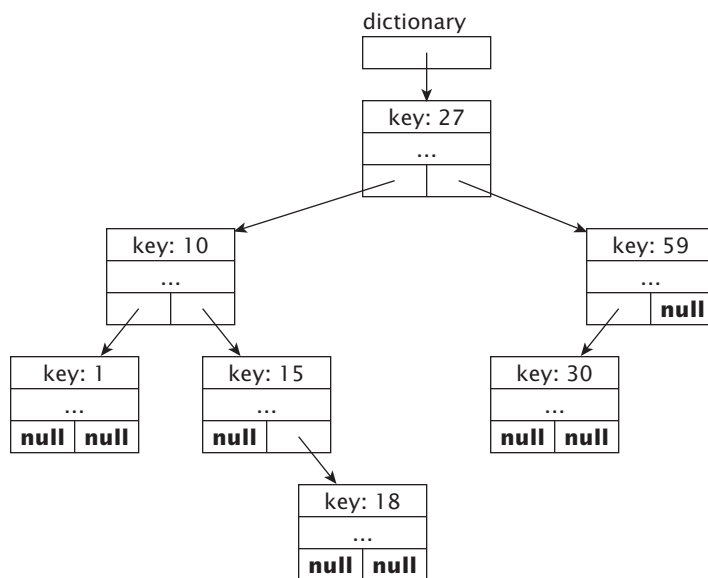 dictionary
key: 27
...
key: 10
key: 59
...
...
null
key: 1
key: 15
key: 30
...
...
...
null null
null
null null
key: 18
...
null null